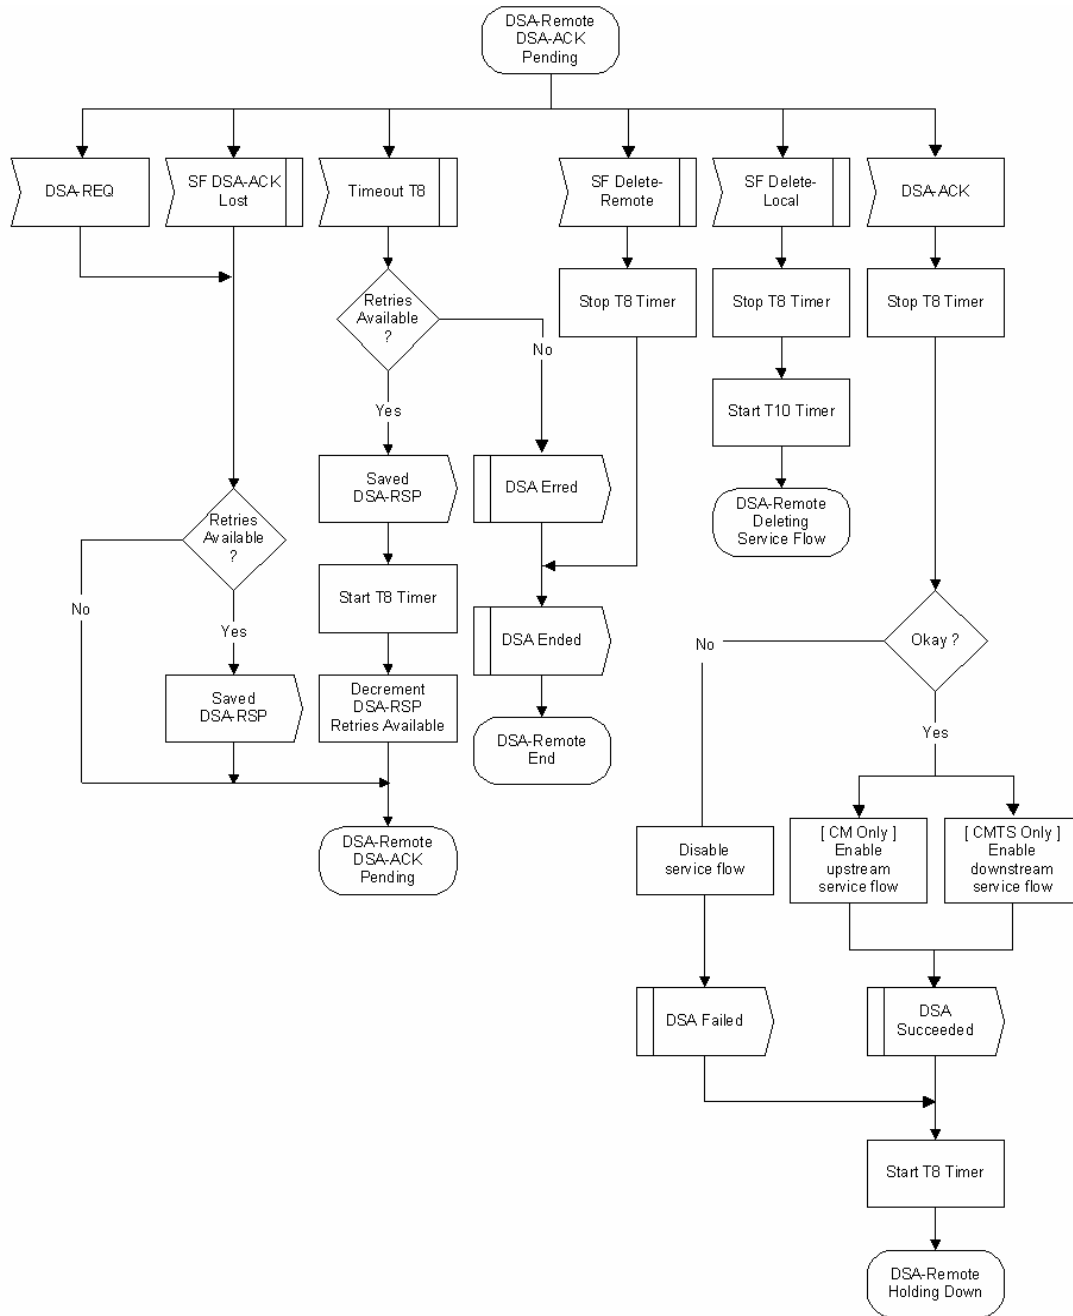 DSA-Remote
DSA-ACK
Pending
DSA-REQ
SF DSA-ACK
Lost
Timeout T8
SF Delete-
Remote
SF Delete-
Local
DSA-ACK
Retries
Available
?
Stop T8 Timer
Stop T8 Timer
Stop T8 Timer
No
Yes
Start T10 Timer
Saved
DSA-RSP
DSA Erred
DSA-Remote
Deleting
Service Flow
Retries
Available
?
No
Start T8 Timer
Yes
DSA Ended
No
Okay ?
Saved
DSA-RSP
Decrement
DSA-RSP
Retries Available
DSA-Remote
End
Yes
DSA-Remote
DSA-ACK
Pending
Disable
service flow
[ CM Only ]
Enable
upstream
service flow
[ CMTS Only ]
Enable
downstream
service flow
DSA Failed
DSA
Succeeded
Start T8 Timer
DSA-Remote
Holding Down